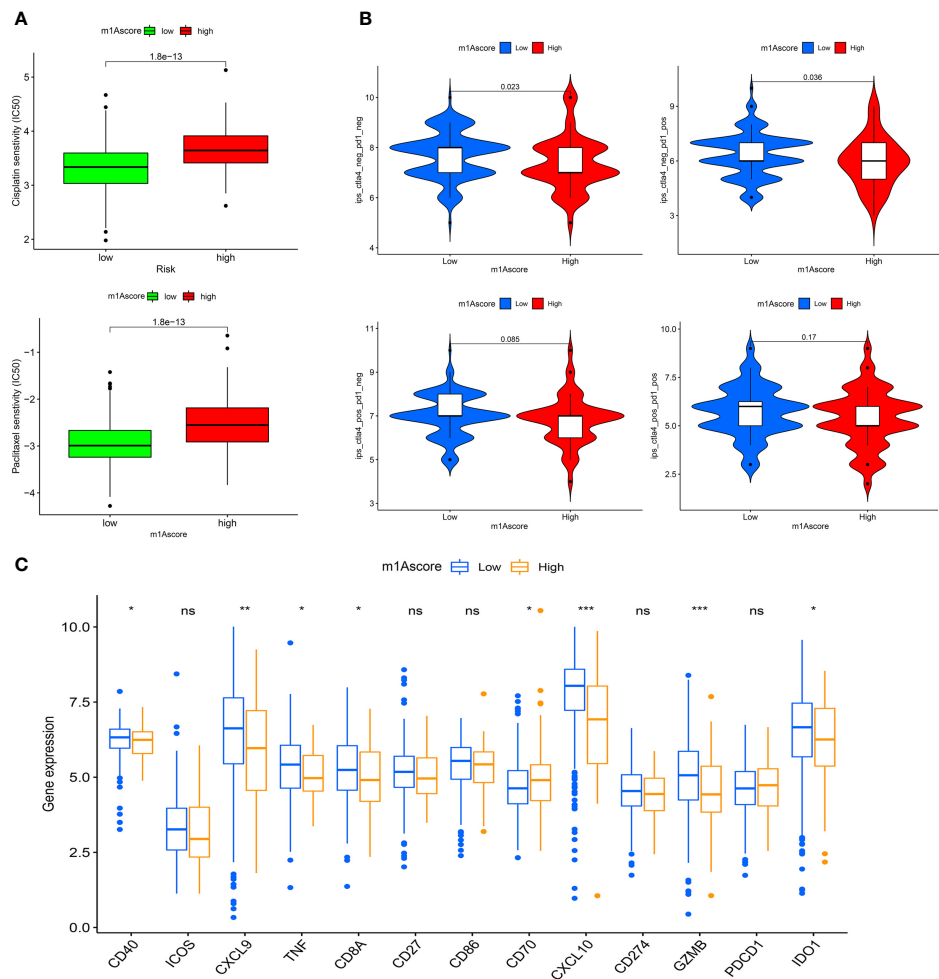 A
m1Ascore low high
1.8e−13
Cisplatin senstivity (IC50)
5
4
3
2
low high
Risk
m1Ascore low high
1.8e−13
Paclitaxel senstivity (IC50)
−1
−2
−3
−4
low high
m1Ascore
B
m1Ascore Low High
0.023
ips_ctla4_neg_pd1_neg
10
8
6
4
Low High
m1Ascore
m1Ascore Low High
0.036
ips_ctla4_neg_pd1_pos
9
6
3
Low High
m1Ascore
m1Ascore Low High
0.085
ips_ctla4_pos_pd1_neg
11
9
7
5
3
Low High
m1Ascore
m1Ascore Low High
0.17
ips_ctla4_pos_pd1_pos
10.0
7.5
5.0
2.5
Low High
m1Ascore
C
m1Ascore Low High
* ns ** * * ns ns * *** ns *** ns *
Gene expression
10.0
7.5
5.0
2.5
0.0
CD40 ICOS CXCL9 TNF CD8A CD27 CD86 CD70 CXCL10 CD274 GZMB PDCD1 IDO1